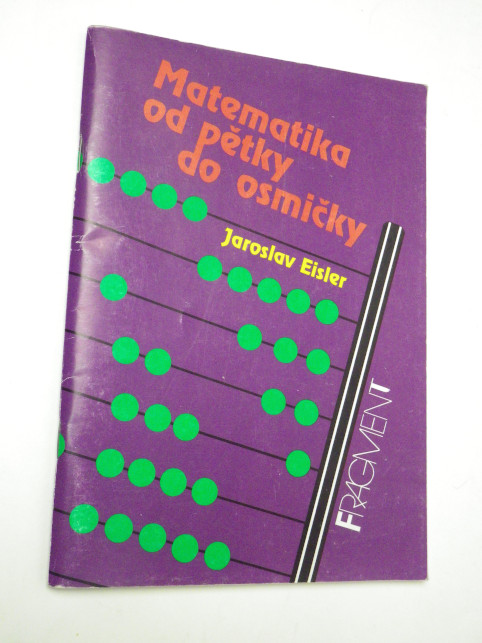 Matematika
od pětky
do osmičky
Jaroslav Eisler
FRAGMENT